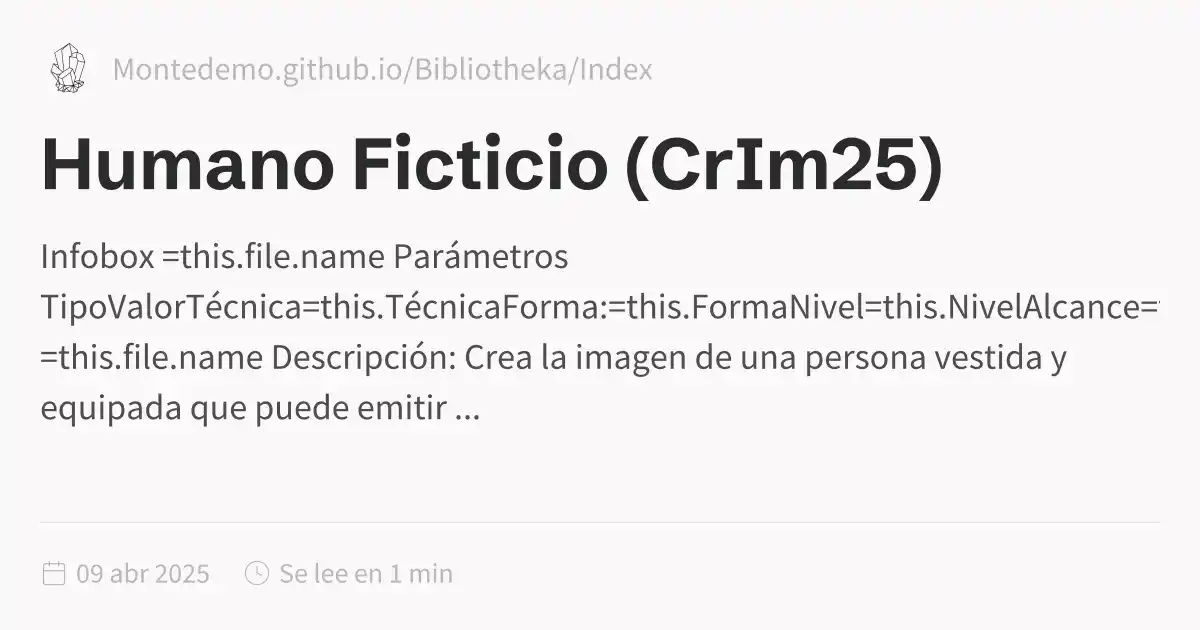 Montedemo.github.io/Bibliotheka/Index
Humano Ficticio (CrIm25)
Infobox =this.file.name Parámetros
TipoValorTécnica=this.TécnicaForma:=this.FormaNivel=this.NivelAlcance=
=this.file.name Descripción: Crea la imagen de una persona vestida y
equipada que puede emitir ...
09 abr 2025
Se lee en 1 min